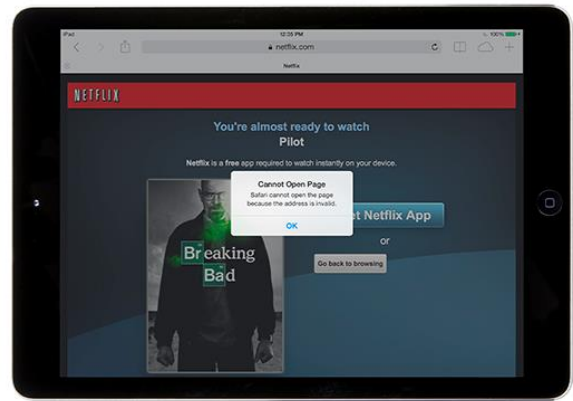 iPad
12:25 PM
100%
netflix.com
Netflix
NETFLIX
You're almost ready to watch
Pilot
Netflix is a free app required to watch instantly on your device.
Cannot Open Page
Safari cannot open the page
because the address is invalid.
OK
et Netflix App
or
Go back to browsing
Breaking
Bad